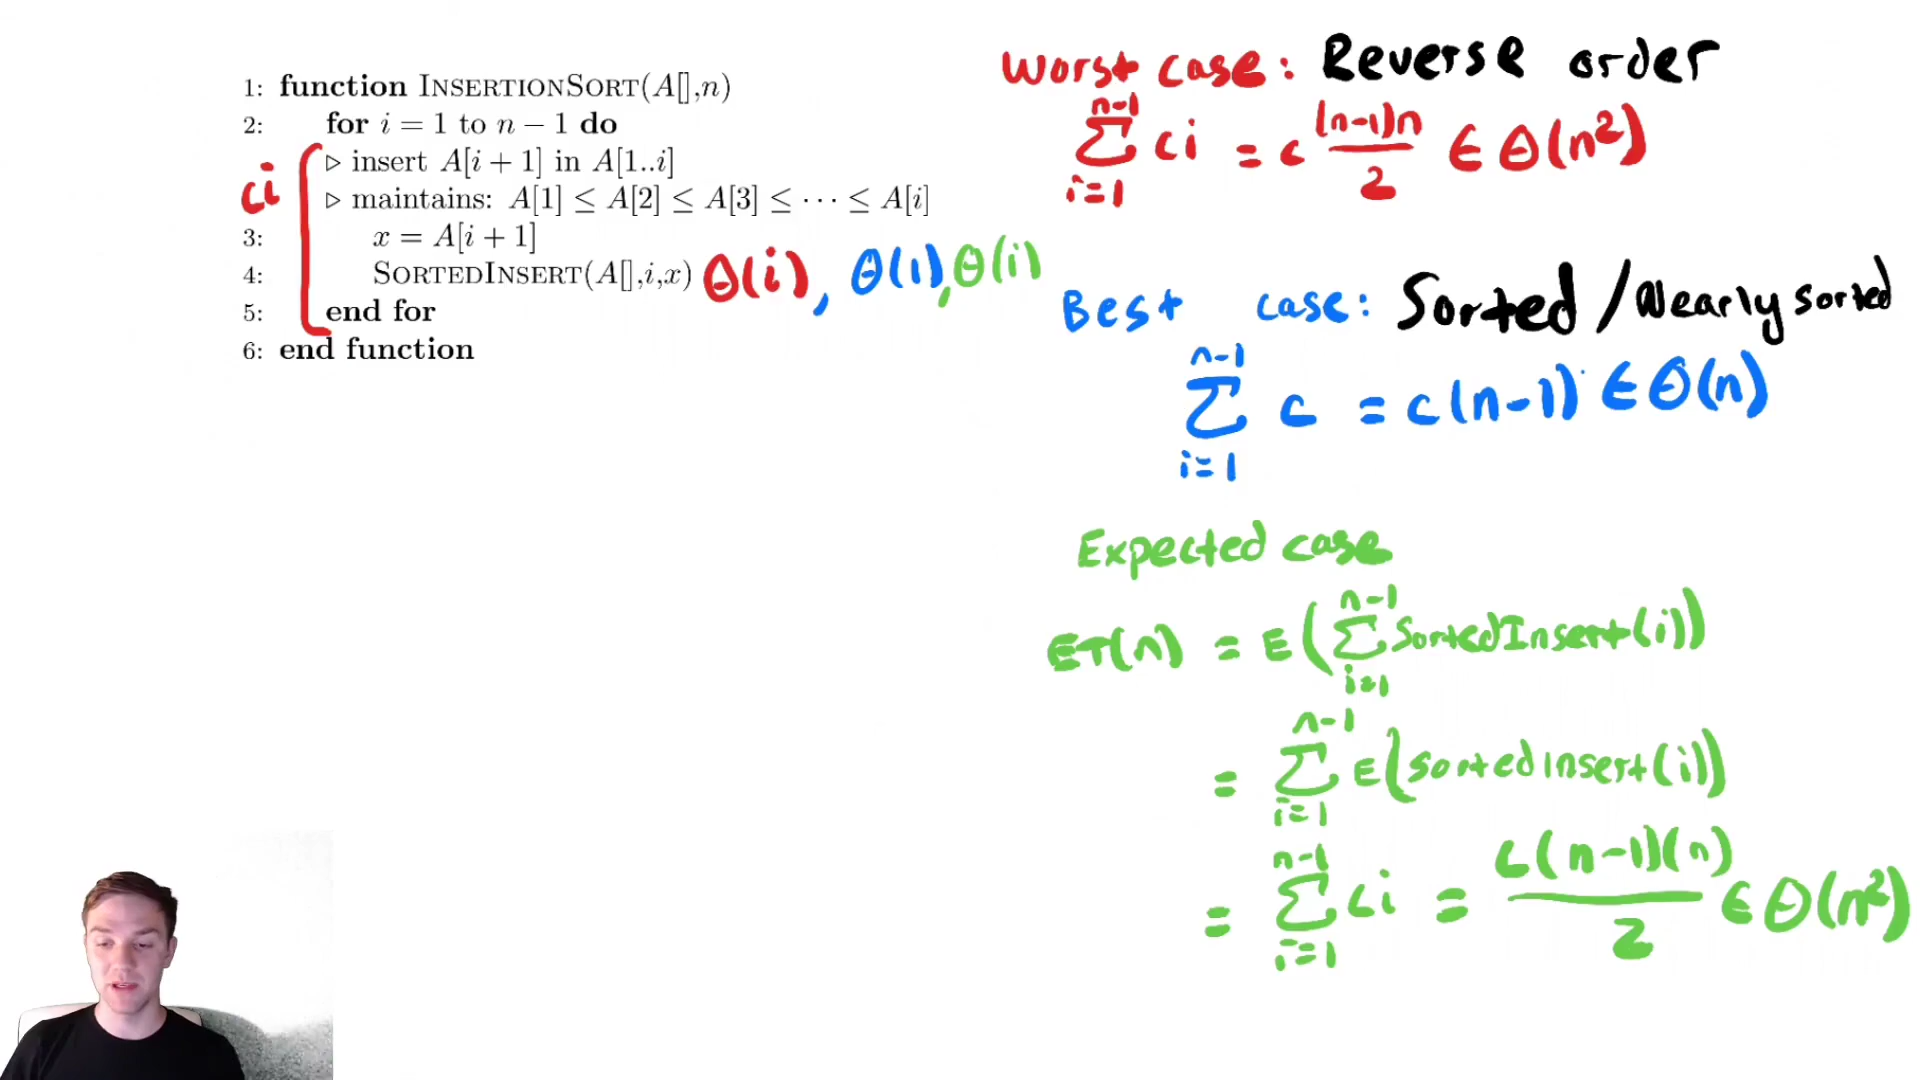 1: function INSERTIONSORT(A[],n)
2: for i = 1 to n − 1 do
▷ insert A[i + 1] in A[1..i]
▷ maintains: A[1] ≤ A[2] ≤ A[3] ≤ ··· ≤ A[i]
3: x = A[i + 1]
4: SORTEDINSERT(A[],i,x) Θ(i), Θ(1), Θ(i)
5: end for
6: end function
ci
Worst case: Reverse order
n-1
∑ ci = c (n-1)n / 2 ∈ Θ(n²)
i=1
Best case: Sorted / Nearly sorted
n-1
∑ c = c(n-1) ∈ Θ(n)
i=1
Expected case
n-1
ET(n) = E(∑ SortedInsert(i))
i=1
n-1
= ∑ E(sortedinsert(i))
i=1
n-1
= ∑ ci = c(n-1)(n) / 2 ∈ Θ(n²)
i=1